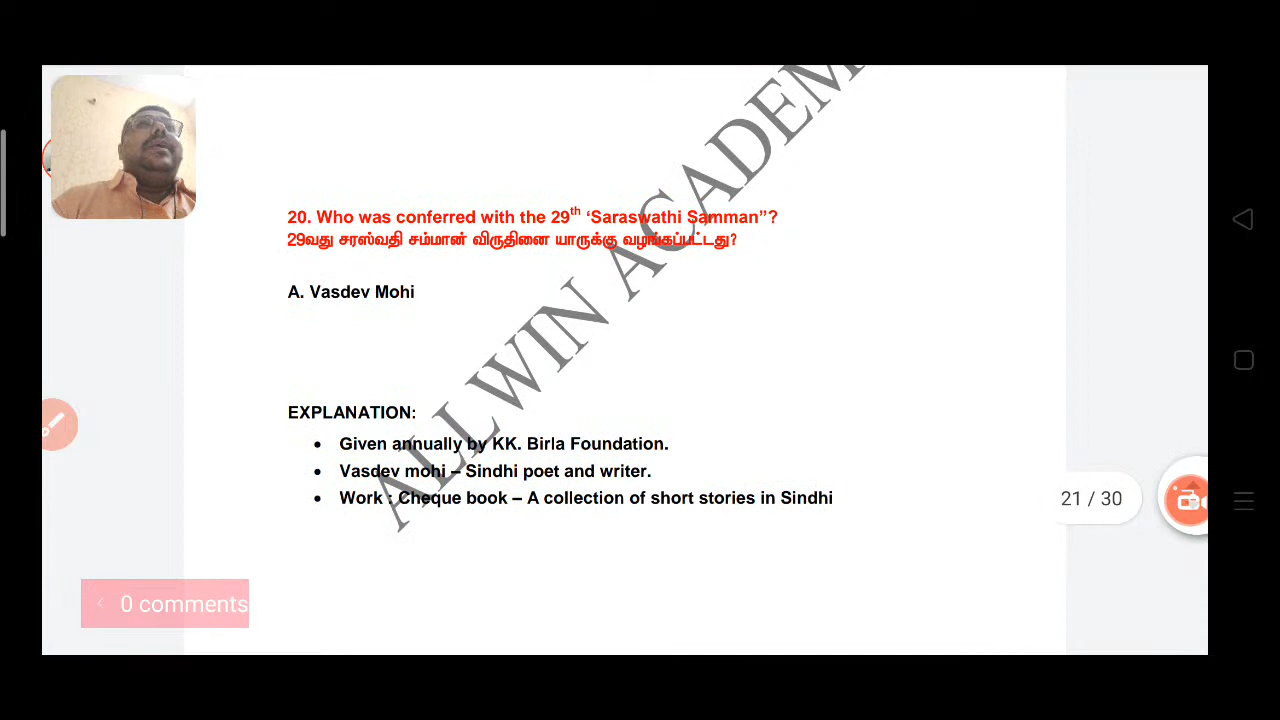 ALLWIN ACADEM
20. Who was conferred with the 29th ‘Saraswathi Samman”?
29வது சரஸ்வதி சம்மான் விருதினை யாருக்கு வழங்கப்பட்டது?
A. Vasdev Mohi
EXPLANATION:
• Given annually by KK. Birla Foundation.
• Vasdev mohi – Sindhi poet and writer.
• Work : Cheque book – A collection of short stories in Sindhi
21 / 30
0 comments